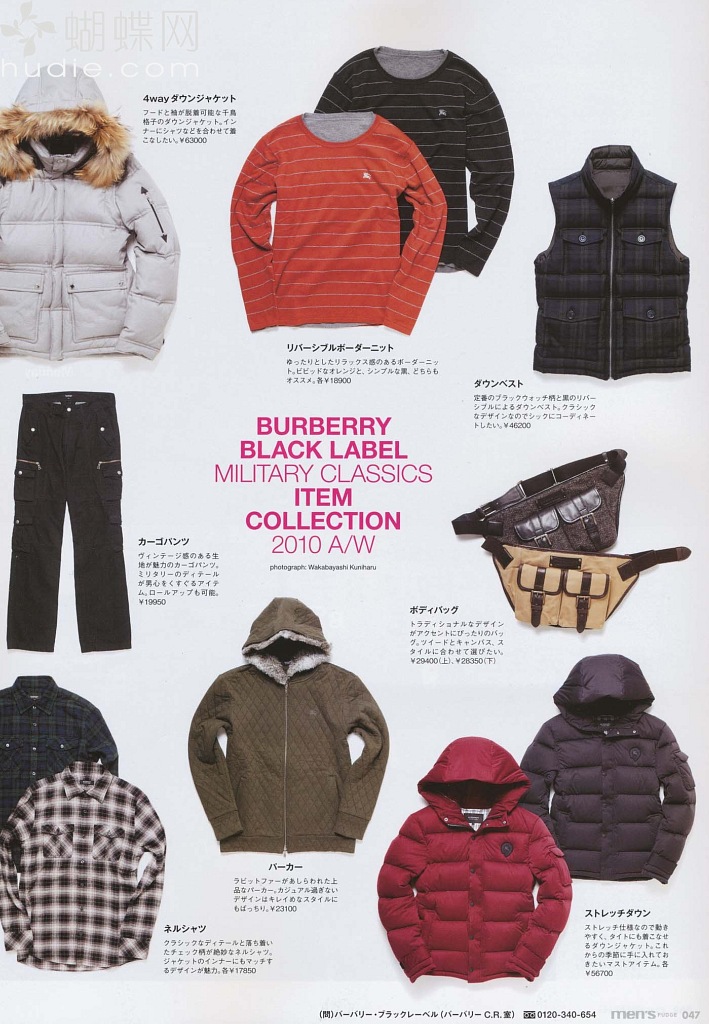 蝴蝶网
hudie.com
4wayダウンジャケット
フードと袖が脱着可能な千鳥
格子のダウンジャケット。イン
ナーにシャツなどを合わせて着
こなしたい。￥63000
リバーシブルボーダーニット
ゆったりとしたリラックス感のあるボーダーニッ
ト。ビビッドなオレンジと、シンプルな黒、どちらも
オススメ。各￥18900
ダウンベスト
定番のブラックウォッチ柄と黒のリバー
シブルによるダウンベスト。クラシック
なデザインなのでシックにコーディネー
トしたい。￥46200
BURBERRY
BLACK LABEL
MILITARY CLASSICS
ITEM
COLLECTION
2010 A/W
photograph: Wakabayashi Kuniharu
カーゴパンツ
ヴィンテージ感のある生
地が魅力のカーゴパンツ。
ミリタリーのディテール
が男心をくすぐるアイテ
ム。ロールアップも可能。
￥19950
ボディバッグ
トラディショナルなデザイン
がアクセントにぴったりのバッ
グ。ツイードとキャンバス、ス
タイルに合わせて選びたい。
￥29400(上)、￥28350(下)
パーカー
ラビットファーがあしらわれた上
品なパーカー。カジュアル過ぎない
デザインはキレイめなスタイルに
もばっちり。￥23100
ネルシャツ
クラシックなディテールと落ち着い
たチェック柄が絶妙なネルシャツ。
ジャケットのインナーにもマッチす
るデザインが魅力。各￥17850
ストレッチダウン
ストレッチ仕様なので動き
やすく、タイトにも着こなせ
るダウンジャケット。これ
からの季節に手に入れてお
きたいマストアイテム。各
￥56700
(問)バーバリー・ブラックレーベル(バーバリー C.R.室) 0120-340-654
men's FUDGE 047